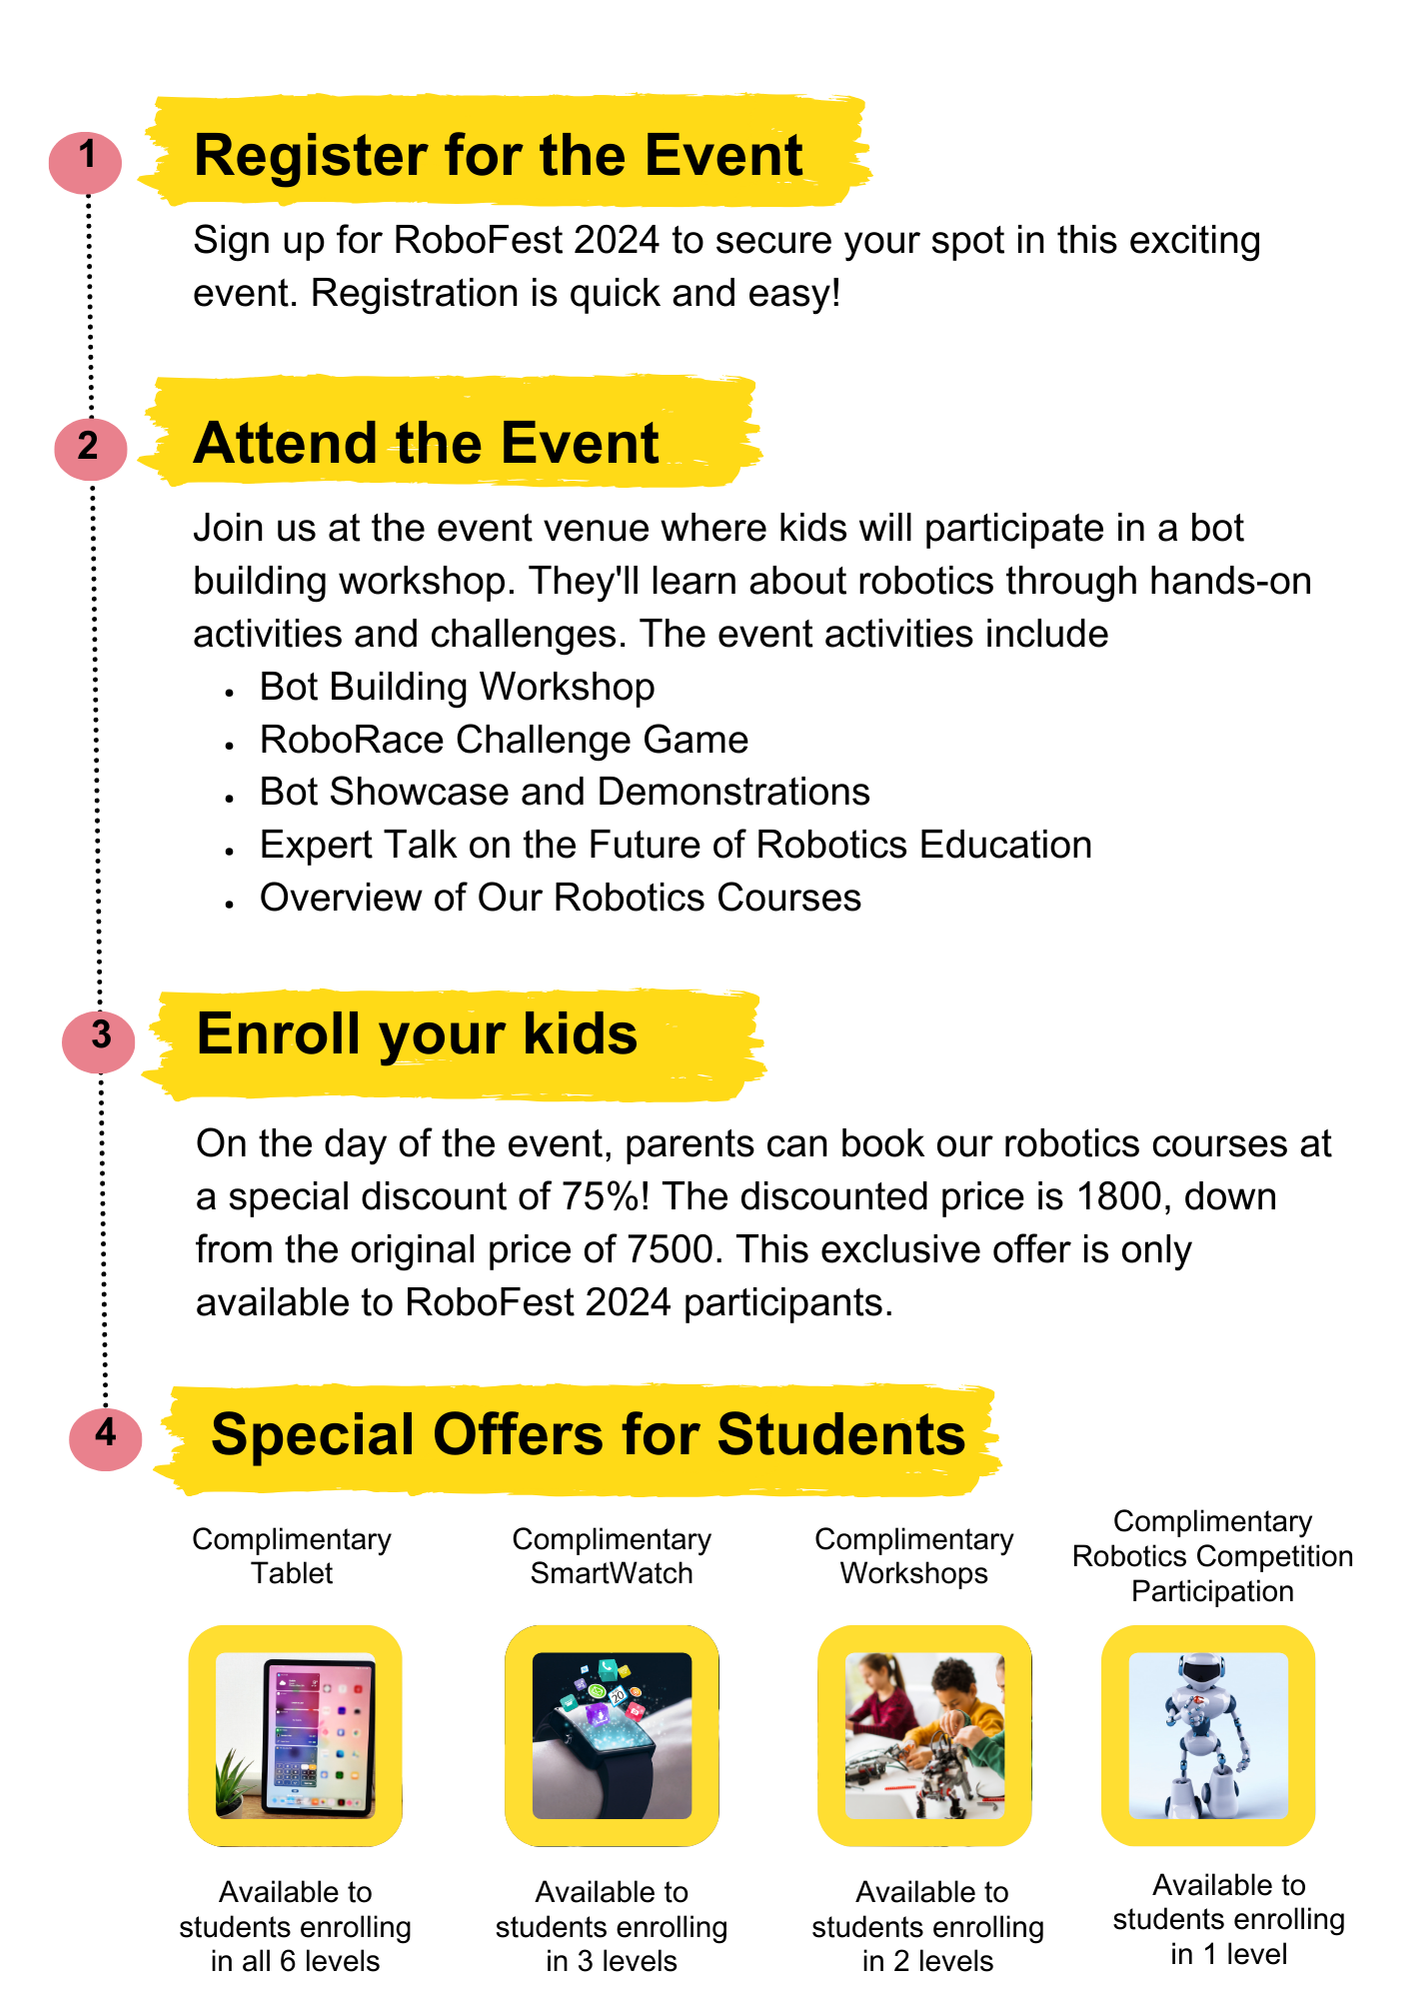 1
Register for the Event
Sign up for RoboFest 2024 to secure your spot in this exciting
event. Registration is quick and easy!
2
Attend the Event
Join us at the event venue where kids will participate in a bot
building workshop. They'll learn about robotics through hands-on
activities and challenges. The event activities include
• Bot Building Workshop
• RoboRace Challenge Game
• Bot Showcase and Demonstrations
• Expert Talk on the Future of Robotics Education
• Overview of Our Robotics Courses
3
Enroll your kids
On the day of the event, parents can book our robotics courses at
a special discount of 75%! The discounted price is 1800, down
from the original price of 7500. This exclusive offer is only
available to RoboFest 2024 participants.
4
Special Offers for Students
Complimentary
Tablet
Complimentary
SmartWatch
Complimentary
Workshops
Complimentary
Robotics Competition
Participation
20
Available to
students enrolling
in all 6 levels
Available to
students enrolling
in 3 levels
Available to
students enrolling
in 2 levels
Available to
students enrolling
in 1 level